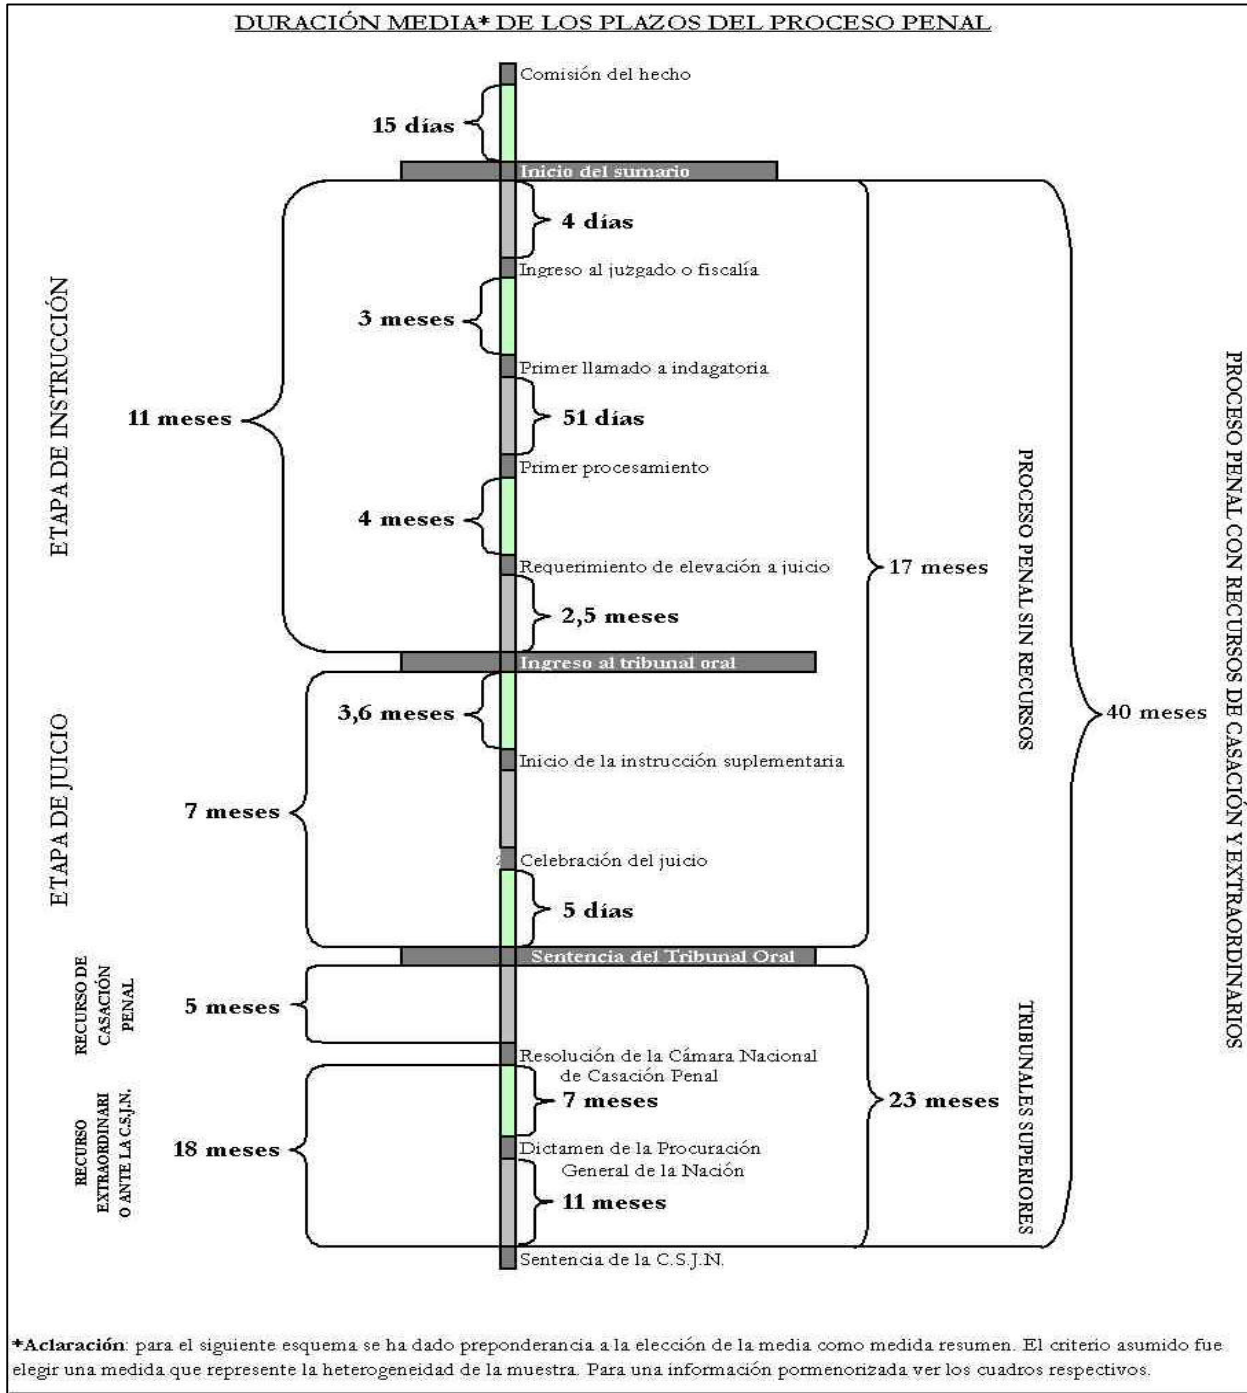 DURACIÓN MEDIA* DE LOS PLAZOS DEL PROCESO PENAL
Comisión del hecho
15 días
Inicio del sumario
4 días
Ingreso al juzgado o fiscalía
3 meses
Primer llamado a indagatoria
51 días
11 meses
ETAPA DE INSTRUCCIÓN
Primer procesamiento
4 meses
Requerimiento de elevación a juicio
2,5 meses
Ingreso al tribunal oral
3,6 meses
Inicio de la instrucción suplementaria
7 meses
ETAPA DE JUICIO
Celebración del juicio
5 días
Sentencia del Tribunal Oral
17 meses
PROCESO PENAL SIN RECURSOS
40 meses
PROCESO PENAL CON RECURSOS DE CASACIÓN Y EXTRAORDINARIOS
RECURSO DE
CASACIÓN
PENAL
5 meses
Resolución de la Cámara Nacional
de Casación Penal
7 meses
RECURSO
EXTRAORDINARI
O ANTE LA C.S.J.N.
18 meses
Dictamen de la Procuración
General de la Nación
11 meses
23 meses
TRIBUNALES SUPERIORES
Sentencia de la C.S.J.N.
*Aclaración: para el siguiente esquema se ha dado preponderancia a la elección de la media como medida resumen. El criterio asumido fue
elegir una medida que represente la heterogeneidad de la muestra. Para una información pormenorizada ver los cuadros respectivos.